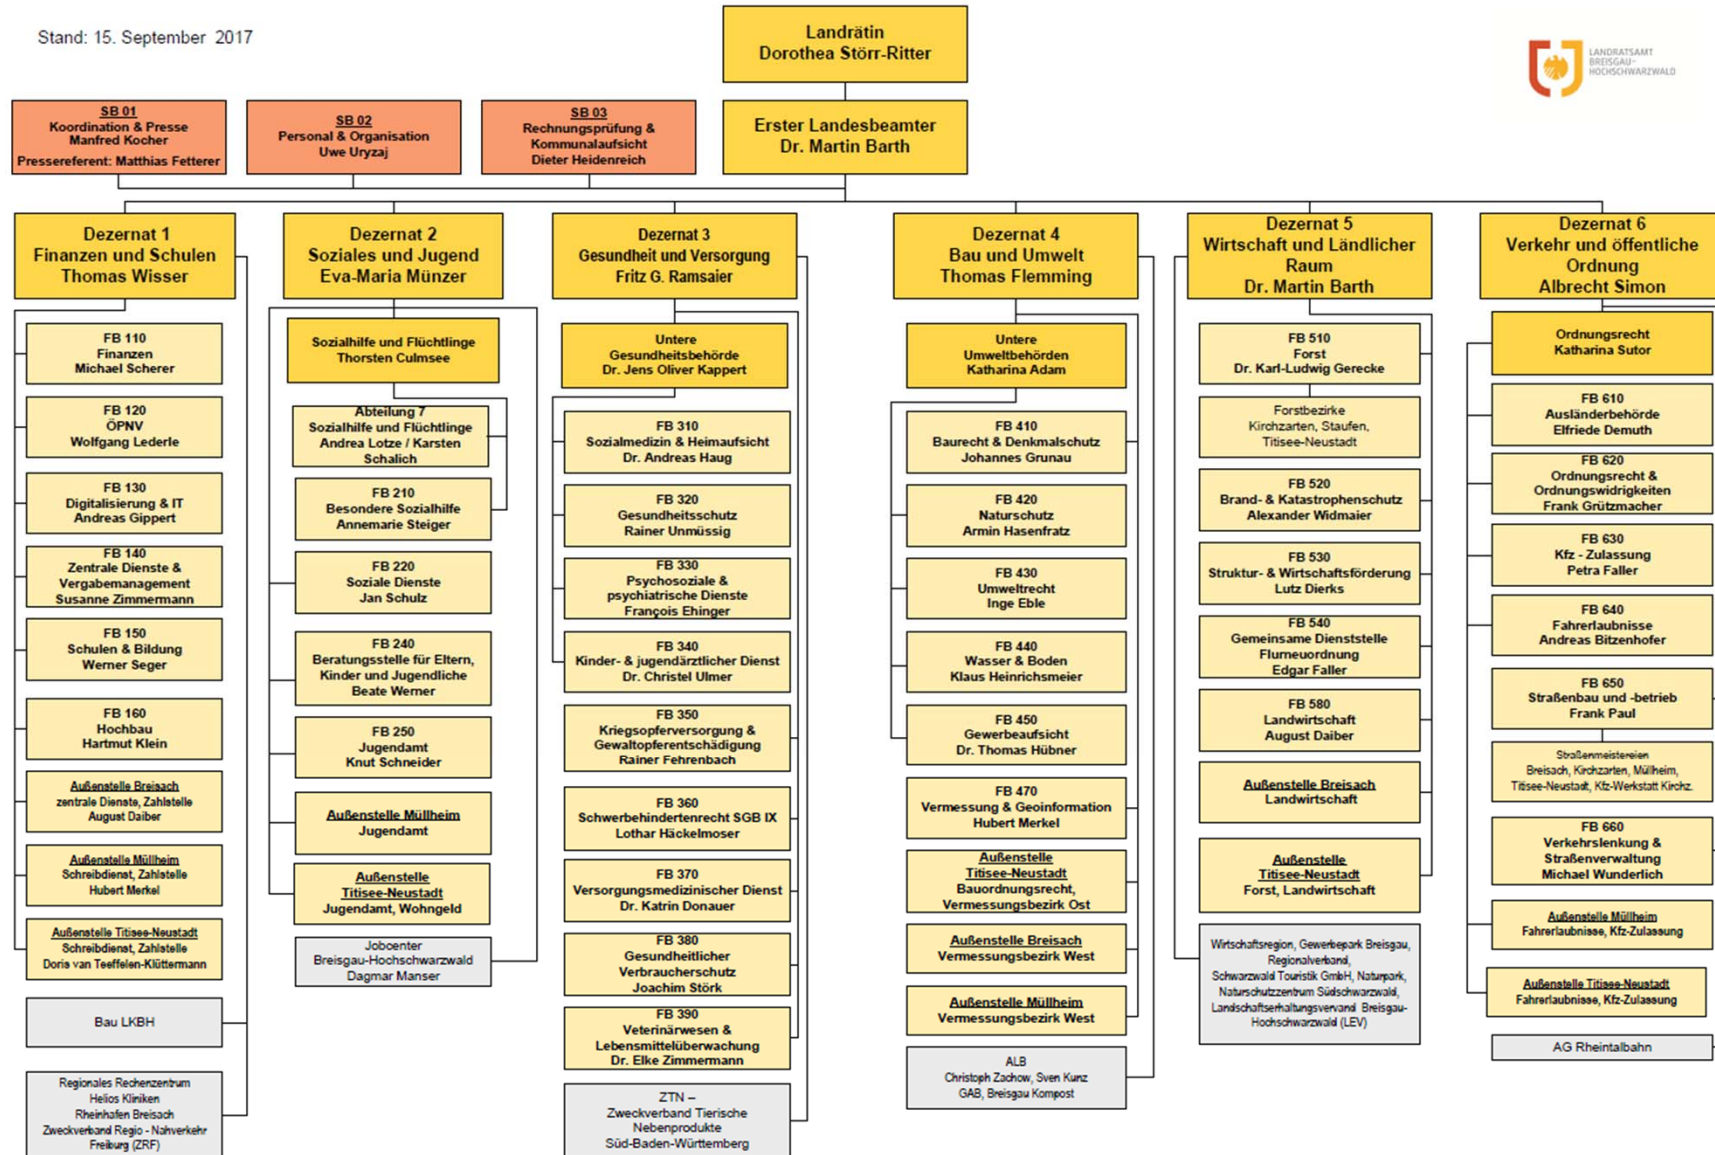 Stand: 15. September 2017
Landrätin
Dorothea Störr-Ritter
LANDRATSAMT
BREISGAU-
HOCHSCHWARZWALD
SB 01
Koordination & Presse
Manfred Kocher
Pressereferent: Matthias Fetterer
SB 02
Personal & Organisation
Uwe Uryzaj
SB 03
Rechnungsprüfung &
Kommunalaufsicht
Dieter Heidenreich
Erster Landesbeamter
Dr. Martin Barth
Dezernat 1
Finanzen und Schulen
Thomas Wisser
FB 110
Finanzen
Michael Scherer
FB 120
ÖPNV
Wolfgang Lederle
FB 130
Digitalisierung & IT
Andreas Gippert
FB 140
Zentrale Dienste &
Vergabemanagement
Susanne Zimmermann
FB 150
Schulen & Bildung
Werner Seger
FB 160
Hochbau
Hartmut Klein
Außenstelle Breisach
zentrale Dienste, Zahlstelle
August Daiber
Außenstelle Müllheim
Schreibdienst, Zahlstelle
Hubert Merkel
Außenstelle Titisee-Neustadt
Schreibdienst, Zahlstelle
Doris van Teeffelen-Klüttermann
Bau LKBH
Regionales Rechenzentrum
Helios Kliniken
Rheinhafen Breisach
Zweckverband Regio - Nahverkehr
Freiburg (ZRF)
Dezernat 2
Soziales und Jugend
Eva-Maria Münzer
Sozialhilfe und Flüchtlinge
Thorsten Culmsee
Abteilung 7
Sozialhilfe und Flüchtlinge
Andrea Lotze / Karsten
Schalich
FB 210
Besondere Sozialhilfe
Annemarie Steiger
FB 220
Soziale Dienste
Jan Schulz
FB 240
Beratungsstelle für Eltern,
Kinder und Jugendliche
Beate Werner
FB 250
Jugendamt
Knut Schneider
Außenstelle Müllheim
Jugendamt
Außenstelle
Titisee-Neustadt
Jugendamt, Wohngeld
Jobcenter
Breisgau-Hochschwarzwald
Dagmar Manser
Dezernat 3
Gesundheit und Versorgung
Fritz G. Ramsaier
Untere
Gesundheitsbehörde
Dr. Jens Oliver Kappert
FB 310
Sozialmedizin & Heimaufsicht
Dr. Andreas Haug
FB 320
Gesundheitsschutz
Rainer Unmüssig
FB 330
Psychosoziale &
psychiatrische Dienste
François Ehinger
FB 340
Kinder- & jugendärztlicher Dienst
Dr. Christel Ulmer
FB 350
Kriegsopferversorgung &
Gewaltopferentschädigung
Rainer Fehrenbach
FB 360
Schwerbehindertenrecht SGB IX
Lothar Häckelmoser
FB 370
Versorgungsmedizinischer Dienst
Dr. Katrin Donauer
FB 380
Gesundheitlicher
Verbraucherschutz
Joachim Störk
FB 390
Veterinärwesen &
Lebensmittelüberwachung
Dr. Elke Zimmermann
ZTN –
Zweckverband Tierische
Nebenprodukte
Süd-Baden-Württemberg
Dezernat 4
Bau und Umwelt
Thomas Flemming
Untere
Umweltbehörden
Katharina Adam
FB 410
Baurecht & Denkmalschutz
Johannes Grunau
FB 420
Naturschutz
Armin Hasenfratz
FB 430
Umweltrecht
Inge Eble
FB 440
Wasser & Boden
Klaus Heinrichsmeier
FB 450
Gewerbeaufsicht
Dr. Thomas Hübner
FB 470
Vermessung & Geoinformation
Hubert Merkel
Außenstelle
Titisee-Neustadt
Bauordnungsrecht,
Vermessungsbezirk Ost
Außenstelle Breisach
Vermessungsbezirk West
Außenstelle Müllheim
Vermessungsbezirk West
ALB
Christoph Zachow, Sven Kunz
GAB, Breisgau Kompost
Dezernat 5
Wirtschaft und Ländlicher
Raum
Dr. Martin Barth
FB 510
Forst
Dr. Karl-Ludwig Gerecke
Forstbezirke
Kirchzarten, Staufen,
Titisee-Neustadt
FB 520
Brand- & Katastrophenschutz
Alexander Widmaier
FB 530
Struktur- & Wirtschaftsförderung
Lutz Dierks
FB 540
Gemeinsame Dienststelle
Flurneuordnung
Edgar Faller
FB 580
Landwirtschaft
August Daiber
Außenstelle Breisach
Landwirtschaft
Außenstelle
Titisee-Neustadt
Forst, Landwirtschaft
Wirtschaftsregion, Gewerbepark Breisgau,
Regionalverband,
Schwarzwald Touristik GmbH, Naturpark,
Naturschutzzentrum Südschwarzwald,
Landschaftserhaltungsvervand Breisgau-
Hochschwarzwald (LEV)
Dezernat 6
Verkehr und öffentliche
Ordnung
Albrecht Simon
Ordnungsrecht
Katharina Sutor
FB 610
Ausländerbehörde
Elfriede Demuth
FB 620
Ordnungsrecht &
Ordnungswidrigkeiten
Frank Grützmacher
FB 630
Kfz - Zulassung
Petra Faller
FB 640
Fahrerlaubnisse
Andreas Bitzenhofer
FB 650
Straßenbau und -betrieb
Frank Paul
Straßenmeistereien
Breisach, Kirchzarten, Müllheim,
Titisee-Neustadt, Kfz-Werkstatt Kirchz.
FB 660
Verkehrslenkung &
Straßenverwaltung
Michael Wunderlich
Außenstelle Müllheim
Fahrerlaubnisse, Kfz-Zulassung
Außenstelle Titisee-Neustadt
Fahrerlaubnisse, Kfz-Zulassung
AG Rheintalbahn